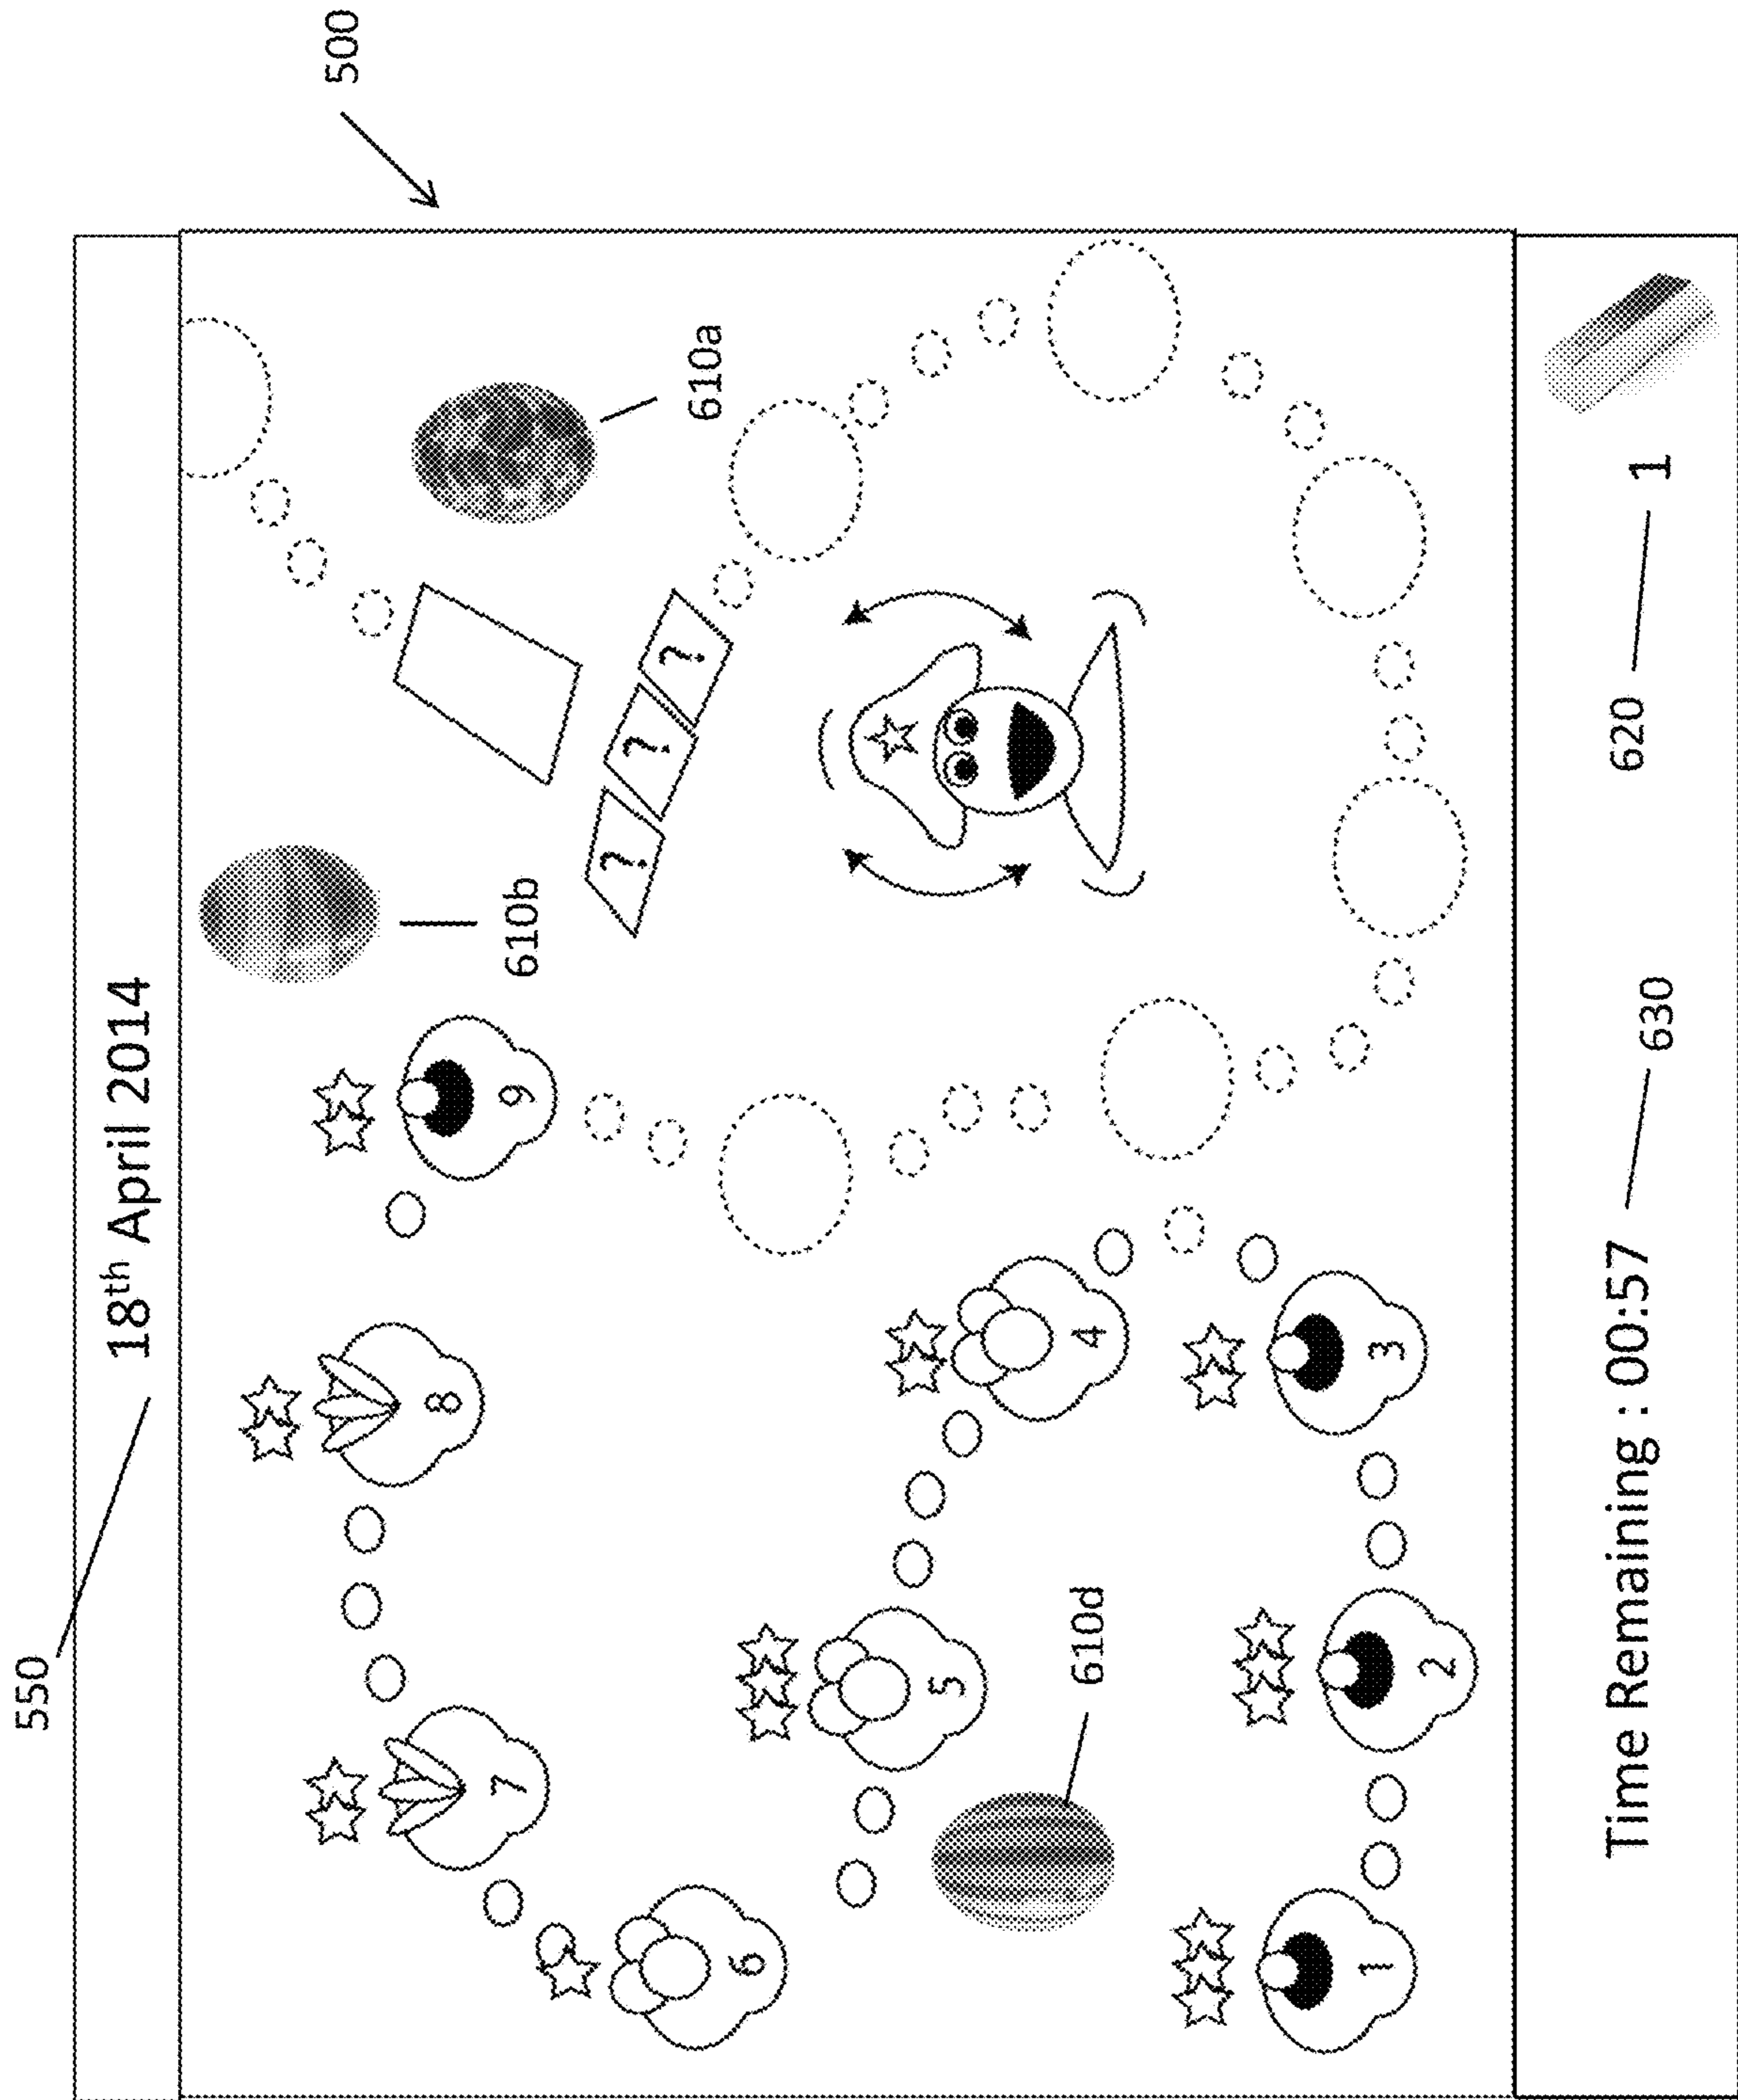 550
18th April 2014
500
610b
610a
8
7
9
? ? ?
6
5
4
610d
1
2
3
Time Remaining : 00:57
630
620
1